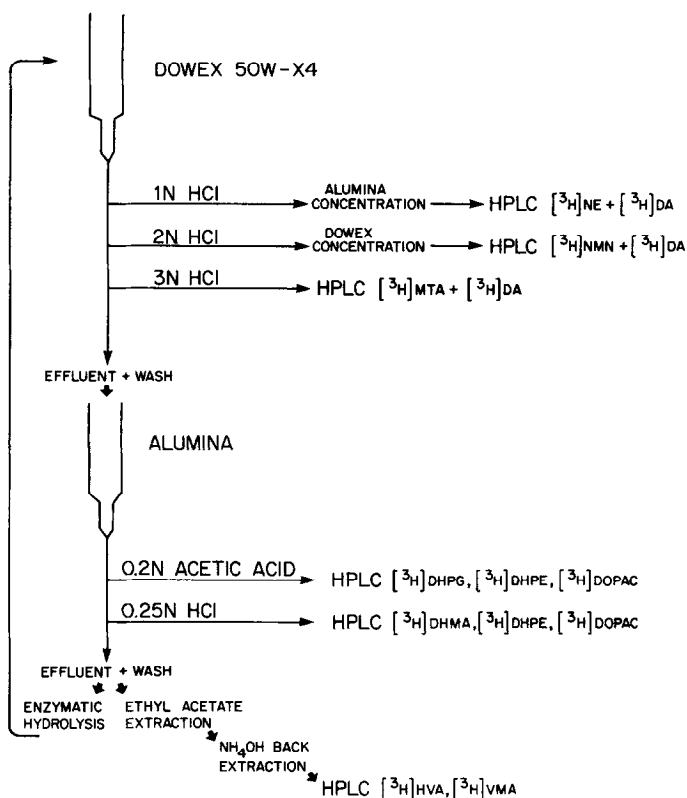 DOWEX 50W-X4
1N HCl
ALUMINA
CONCENTRATION
HPLC [³H]NE + [³H]DA
2N HCl
DOWEX
CONCENTRATION
HPLC [³H]NMN + [³H]DA
3N HCl
HPLC [³H]MTA + [³H]DA
EFFLUENT + WASH
ALUMINA
0.2N ACETIC ACID
HPLC [³H]DHPG, [³H]DHPE, [³H]DOPAC
0.25N HCl
HPLC [³H]DHMA, [³H]DHPE, [³H]DOPAC
EFFLUENT + WASH
ENZYMATIC
HYDROLYSIS
ETHYL ACETATE
EXTRACTION
NH₄OH BACK
EXTRACTION
HPLC [³H]HVA, [³H]VMA